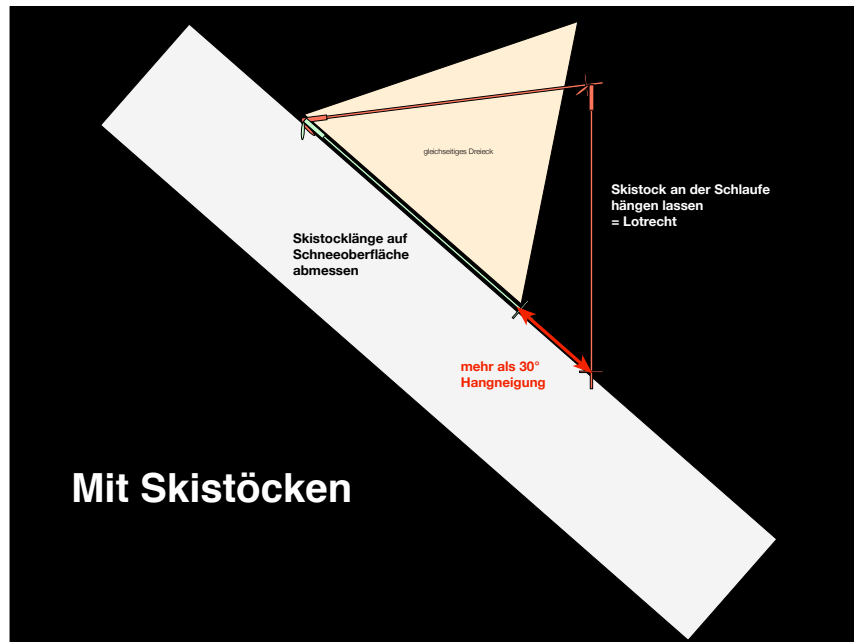 gleichseitiges Dreieck
Skistock an der Schlaufe
hängen lassen
= Lotrecht
Skistocklänge auf
Schneeoberfläche
abmessen
mehr als 30°
Hangneigung
Mit Skistöcken